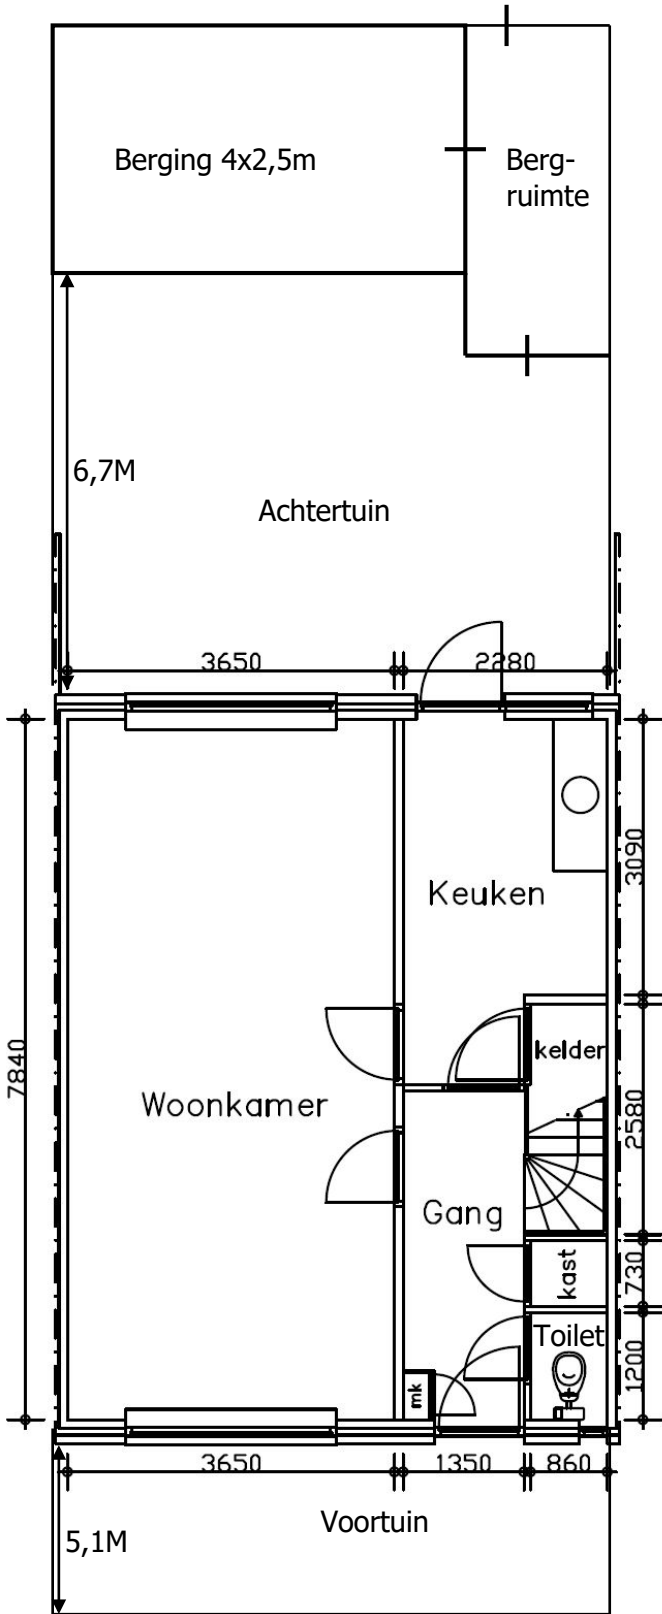 Berging 4x2,5m
Berg-
ruimte
6,7M
Achtertuin
3650
2280
3090
Keuken
kelder
7840
Woonkamer
2580
Gang
kast
730
Toilet
1200
mk
3650
1350
860
Voortuin
5,1M